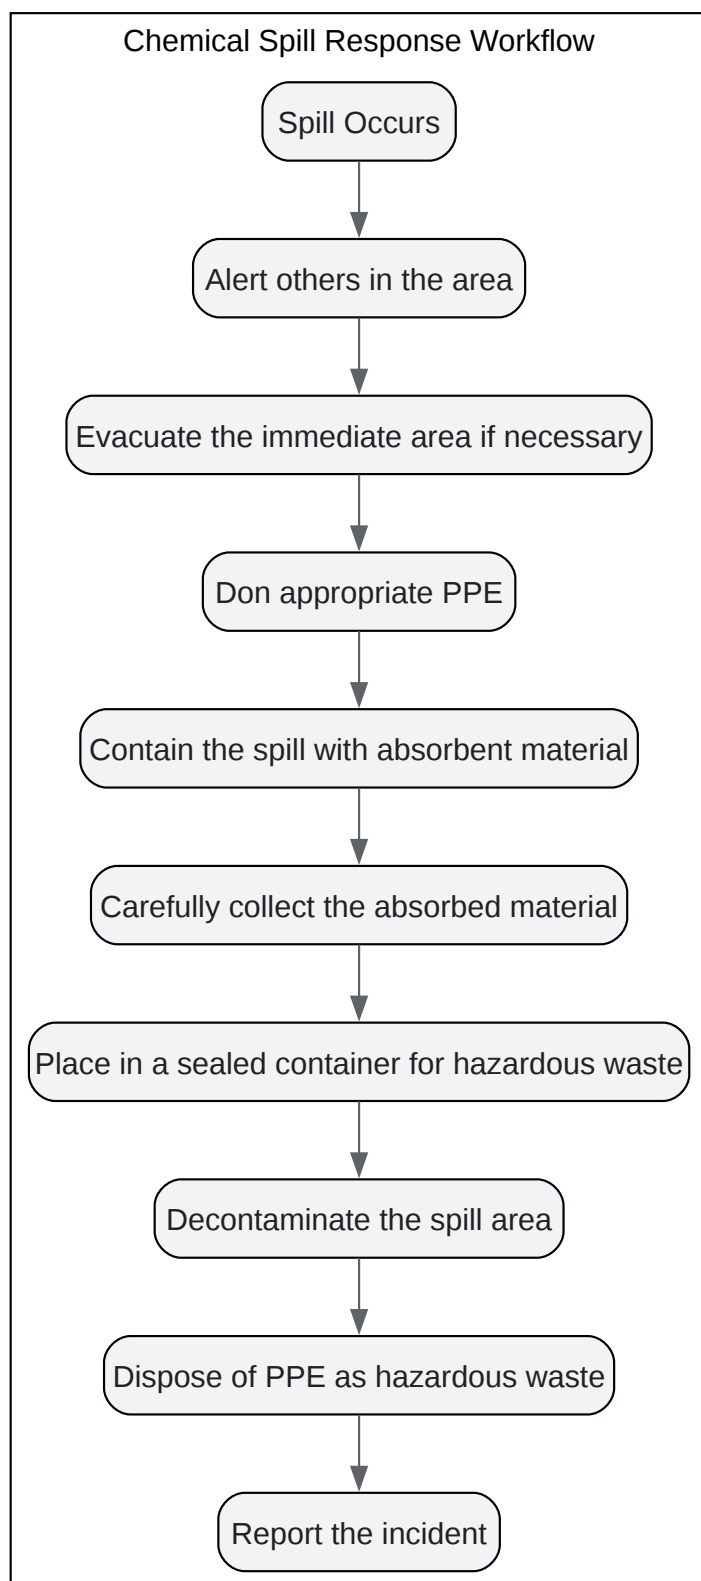 Chemical Spill Response Workflow
Spill Occurs
Alert others in the area
Evacuate the immediate area if necessary
Don appropriate PPE
Contain the spill with absorbent material
Carefully collect the absorbed material
Place in a sealed container for hazardous waste
Decontaminate the spill area
Dispose of PPE as hazardous waste
Report the incident